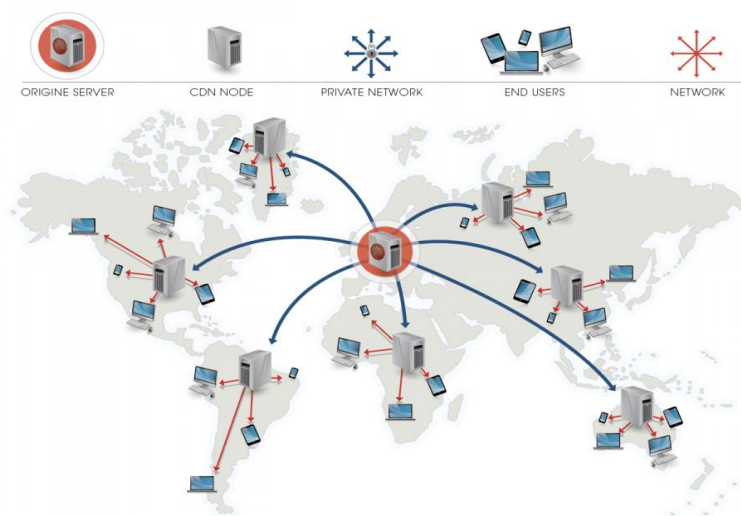 ORIGINE SERVER
CDN NODE
PRIVATE NETWORK
END USERS
NETWORK